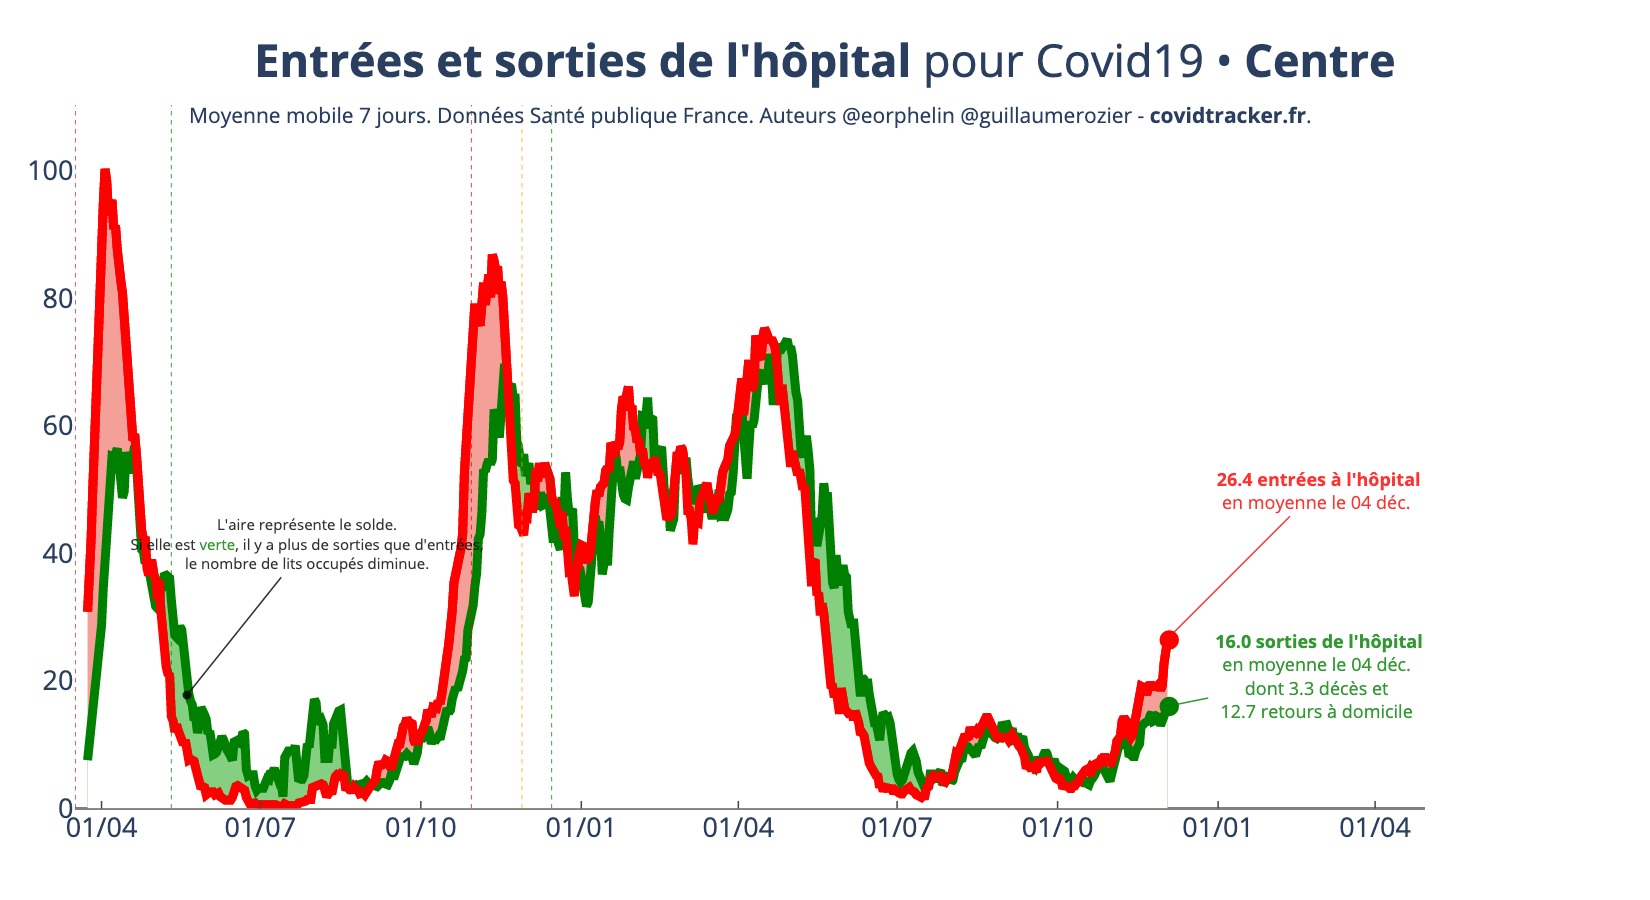 Entrées et sorties de l'hôpital pour Covid19 • Centre
Moyenne mobile 7 jours. Données Santé publique France. Auteurs @eorphelin @guillaumerozier - covidtracker.fr.
100
80
60
40
20
0
26.4 entrées à l'hôpital
en moyenne le 04 déc.
L'aire représente le solde.
Si elle est verte, il y a plus de sorties que d'entrées,
le nombre de lits occupés diminue.
16.0 sorties de l'hôpital
en moyenne le 04 déc.
dont 3.3 décès et
12.7 retours à domicile
01/04 01/07 01/10 01/01 01/04 01/07 01/10 01/01 01/04